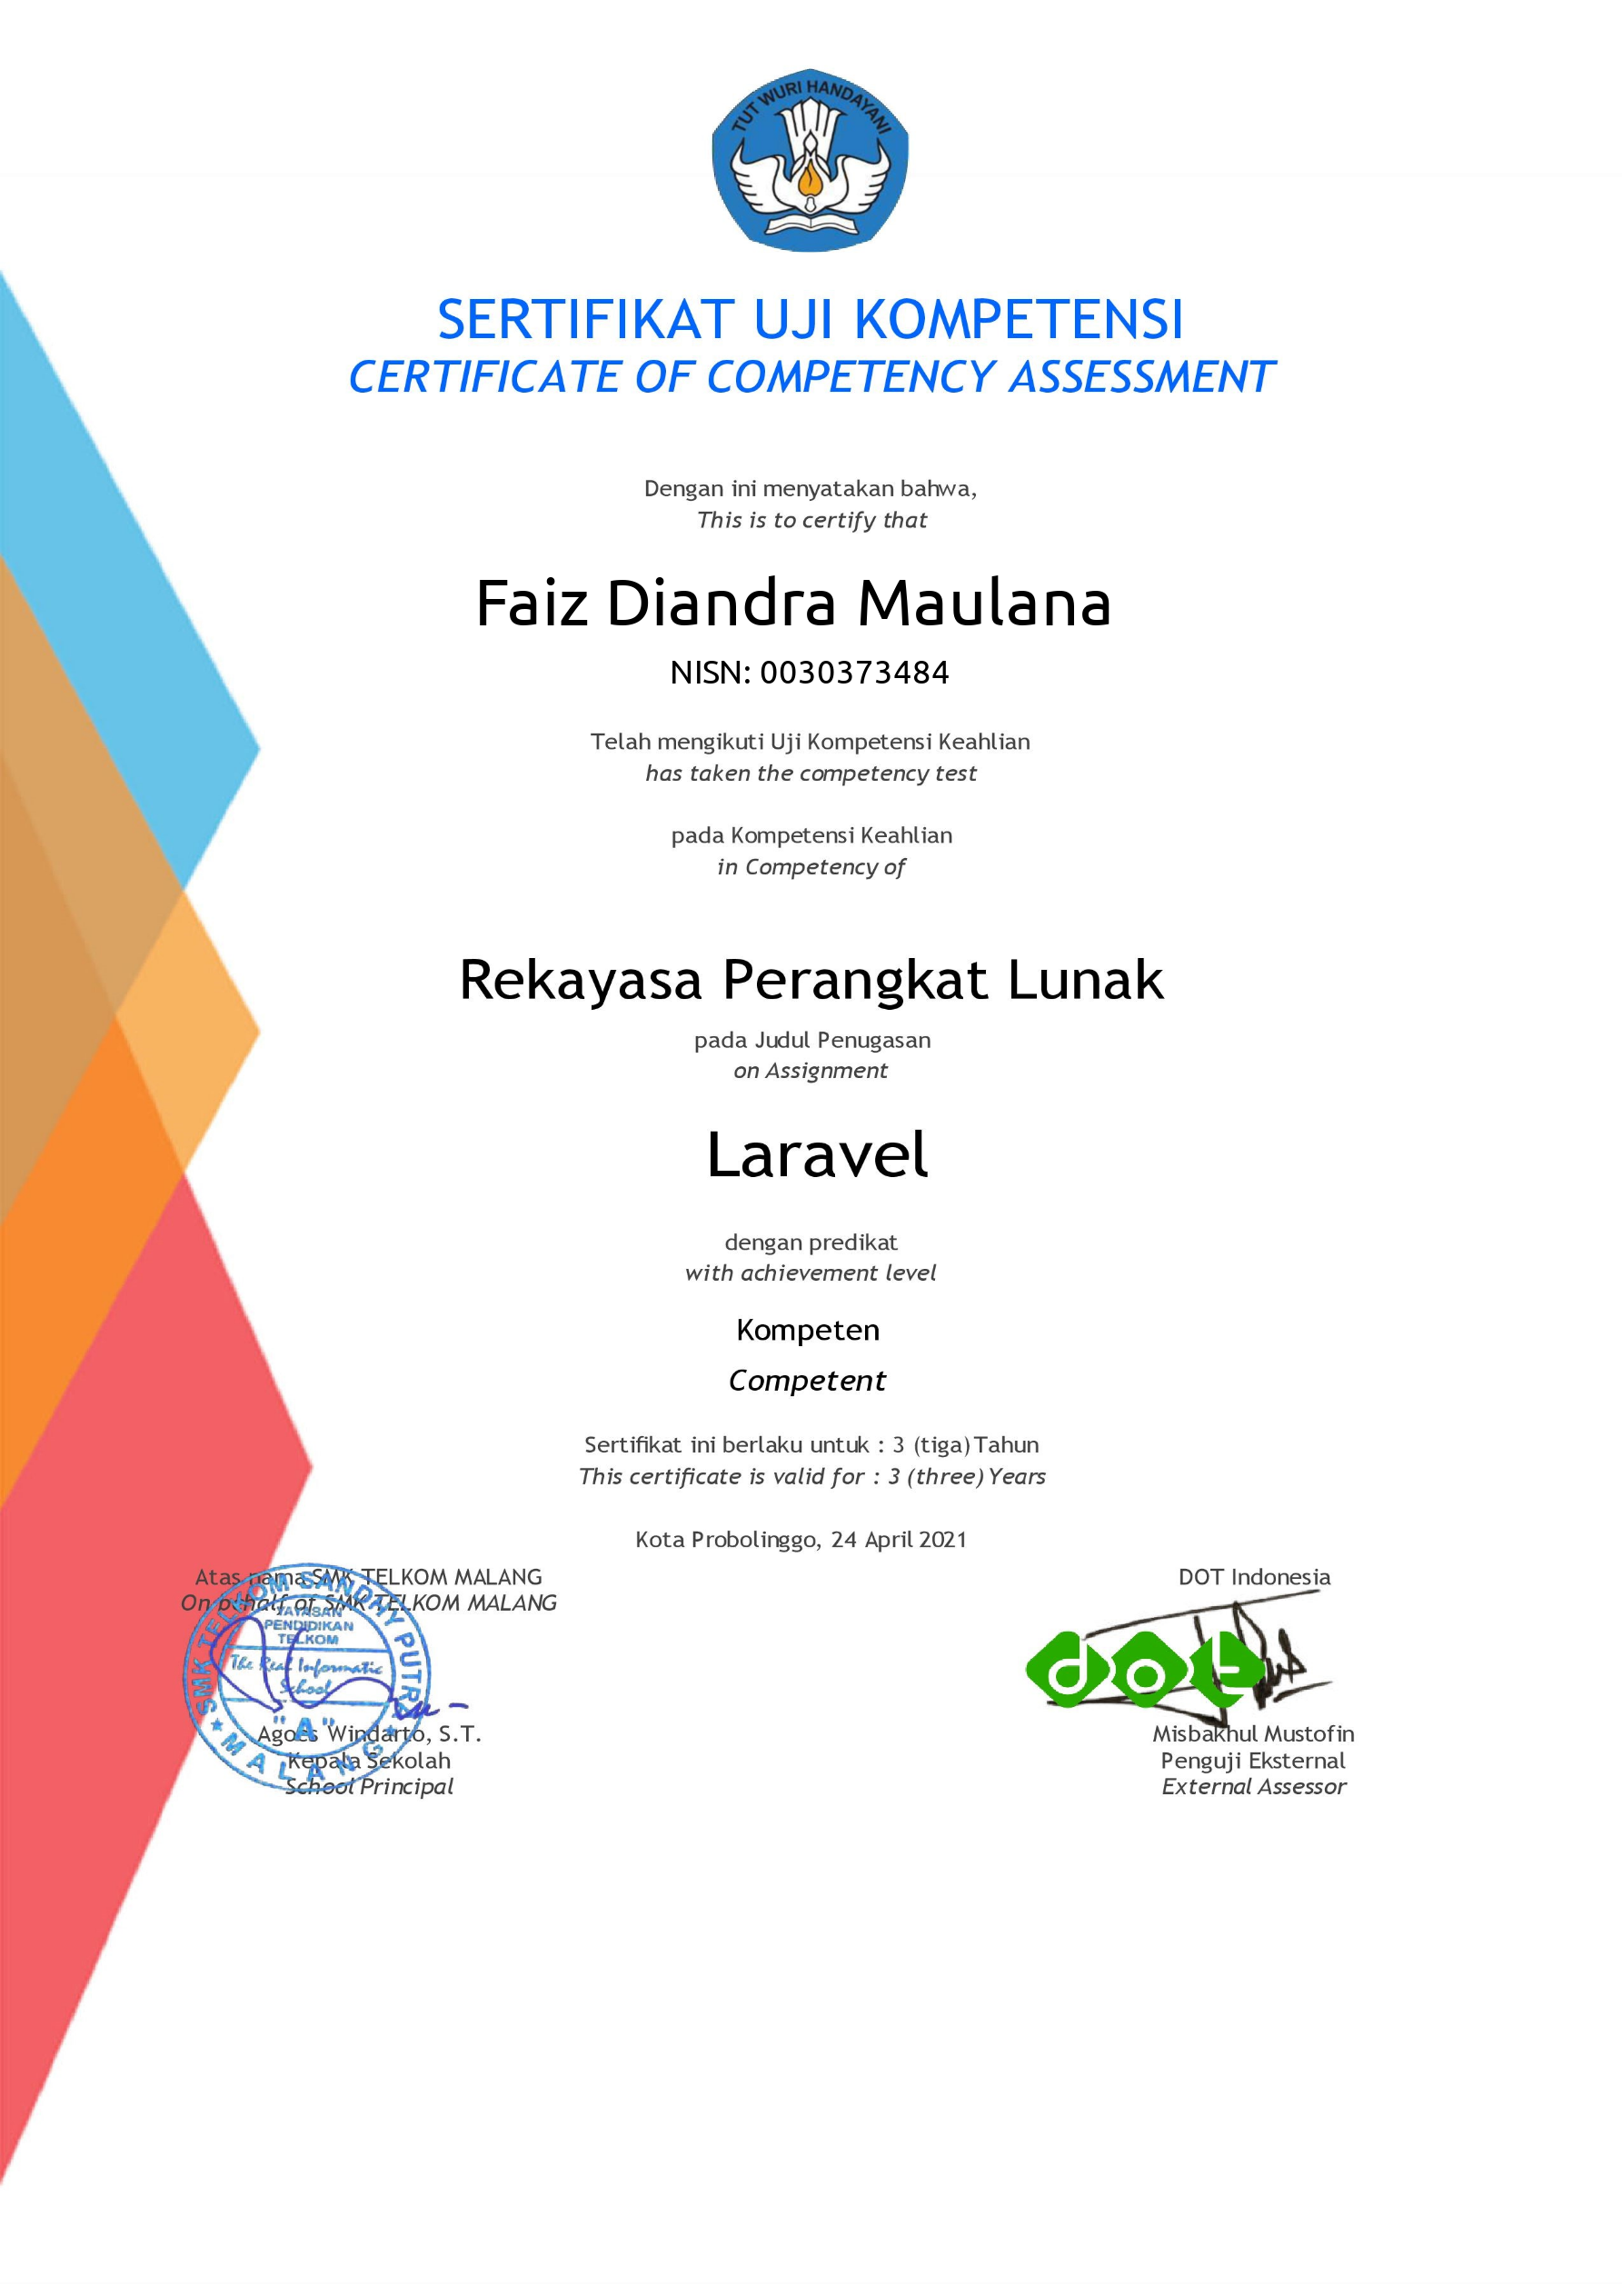 TUT WURI HANDAYANI
SERTIFIKAT UJI KOMPETENSI
CERTIFICATE OF COMPETENCY ASSESSMENT
Dengan ini menyatakan bahwa,
This is to certify that
Faiz Diandra Maulana
NISN: 0030373484
Telah mengikuti Uji Kompetensi Keahlian
has taken the competency test
pada Kompetensi Keahlian
in Competency of
Rekayasa Perangkat Lunak
pada Judul Penugasan
on Assignment
Laravel
dengan predikat
with achievement level
Kompeten
Competent
Sertifikat ini berlaku untuk : 3 (tiga) Tahun
This certificate is valid for : 3 (three) Years
Kota Probolinggo, 24 April 2021
Atas nama SMK TELKOM MALANG
On behalf of SMK TELKOM MALANG
SMK TELKOM SANDHY PUTRA
YAYASAN
PENDIDIKAN
TELKOM
The Real Informatic
School
"A"
MALANG
Agoes Windarto, S.T.
Kepala Sekolah
School Principal
DOT Indonesia
dot
Misbakhul Mustofin
Penguji Eksternal
External Assessor